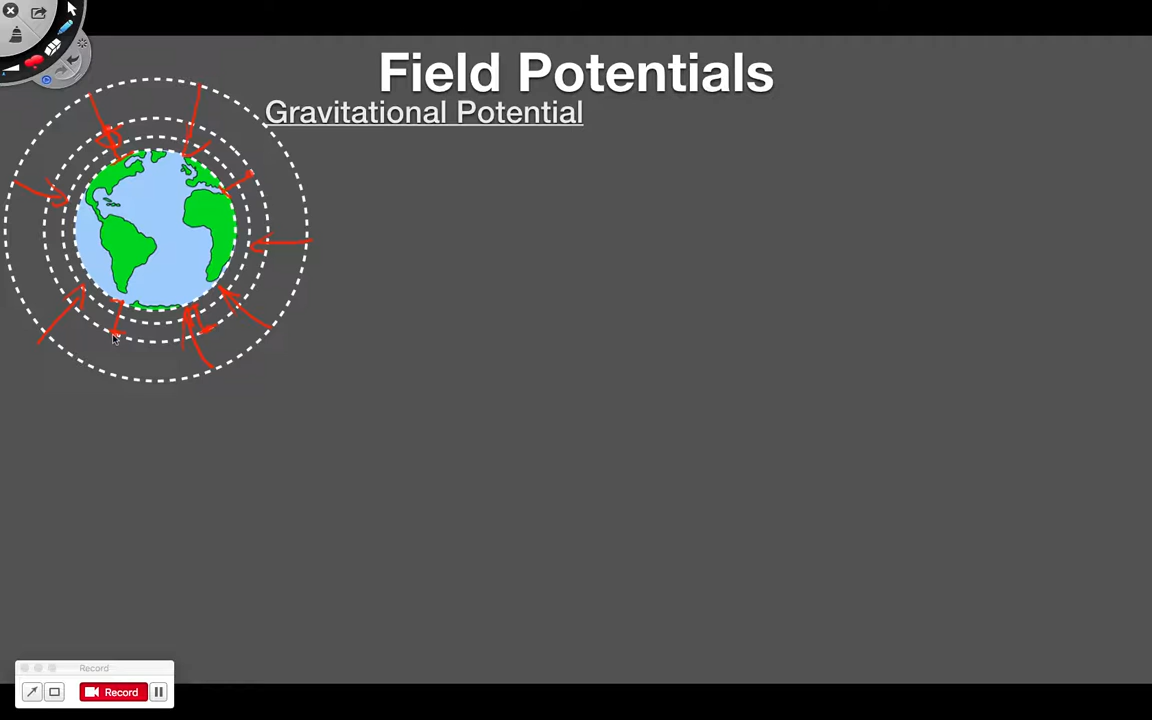 Field Potentials
Gravitational Potential
Record
Record